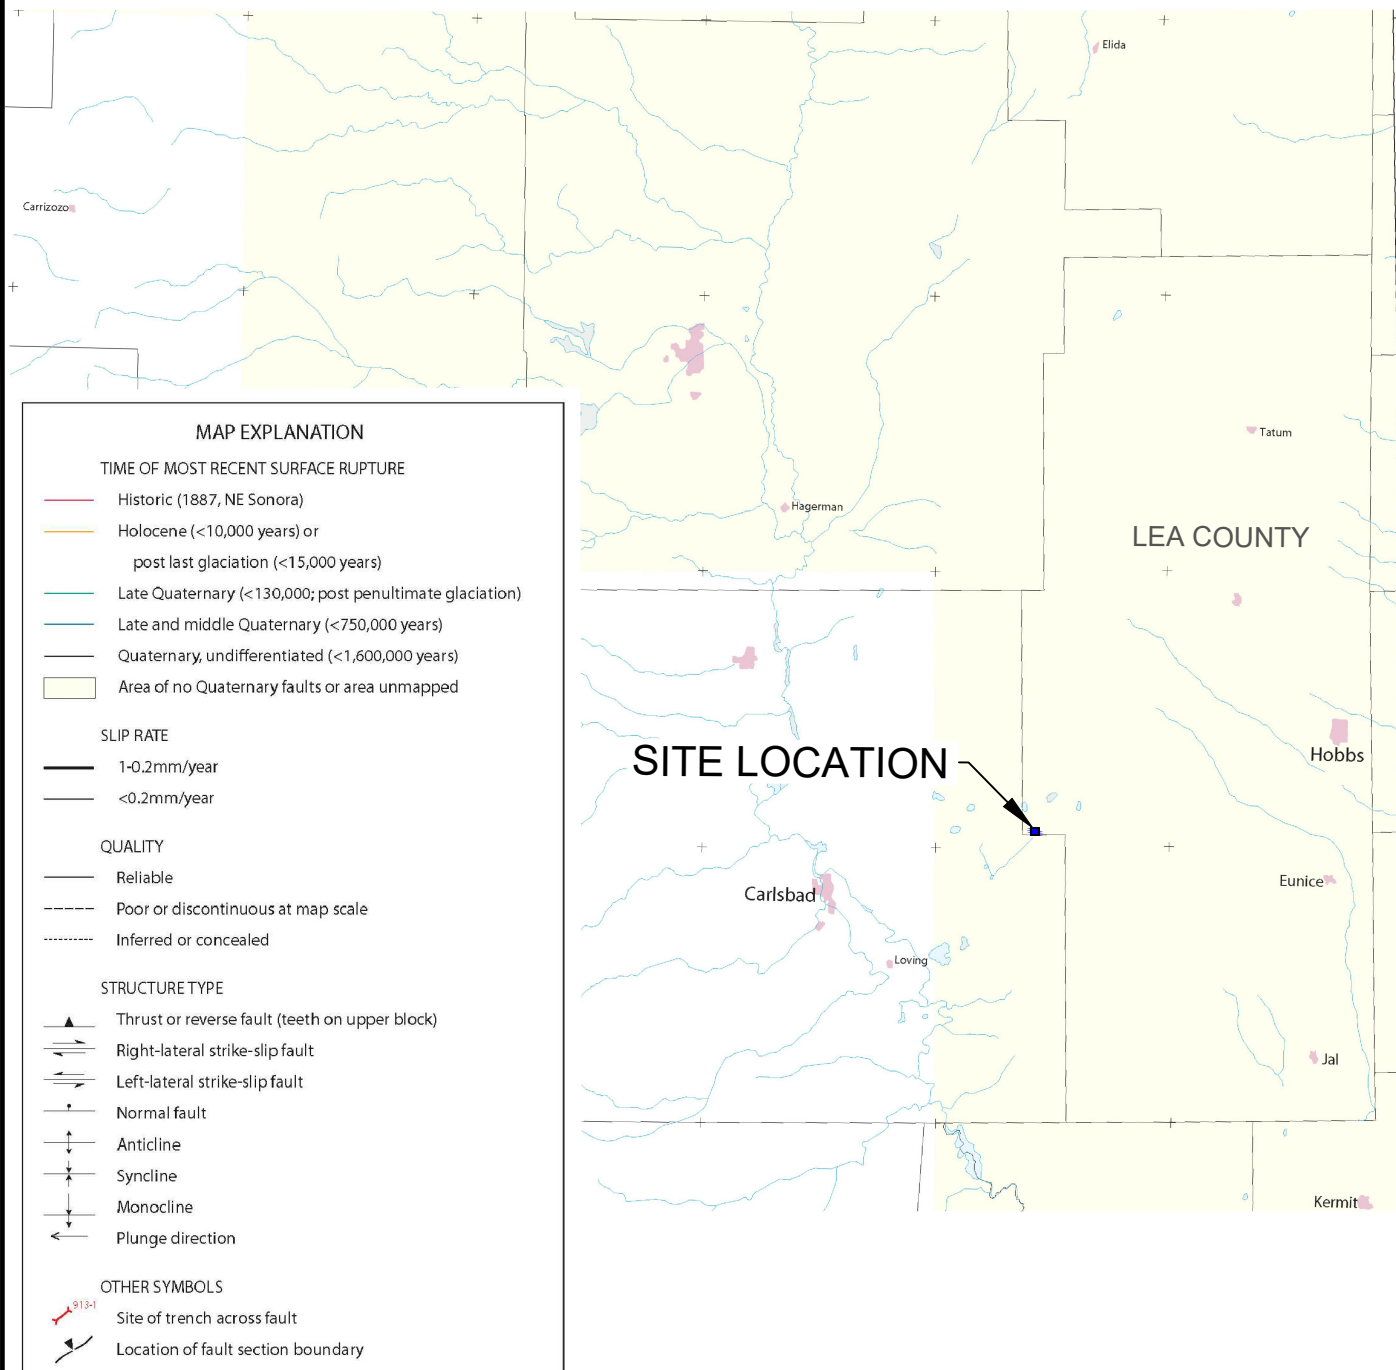 Elida
Carrizozo
Tatum
Hagerman
LEA COUNTY
Hobbs
SITE LOCATION
Carlsbad
Eunice
Loving
Jal
Kermit
MAP EXPLANATION
TIME OF MOST RECENT SURFACE RUPTURE
Historic (1887, NE Sonora)
Holocene (<10,000 years) or
post last glaciation (<15,000 years)
Late Quaternary (<130,000; post penultimate glaciation)
Late and middle Quaternary (<750,000 years)
Quaternary, undifferentiated (<1,600,000 years)
Area of no Quaternary faults or area unmapped
SLIP RATE
1-0.2mm/year
<0.2mm/year
QUALITY
Reliable
Poor or discontinuous at map scale
Inferred or concealed
STRUCTURE TYPE
Thrust or reverse fault (teeth on upper block)
Right-lateral strike-slip fault
Left-lateral strike-slip fault
Normal fault
Anticline
Syncline
Monocline
Plunge direction
OTHER SYMBOLS
913-1
Site of trench across fault
Location of fault section boundary